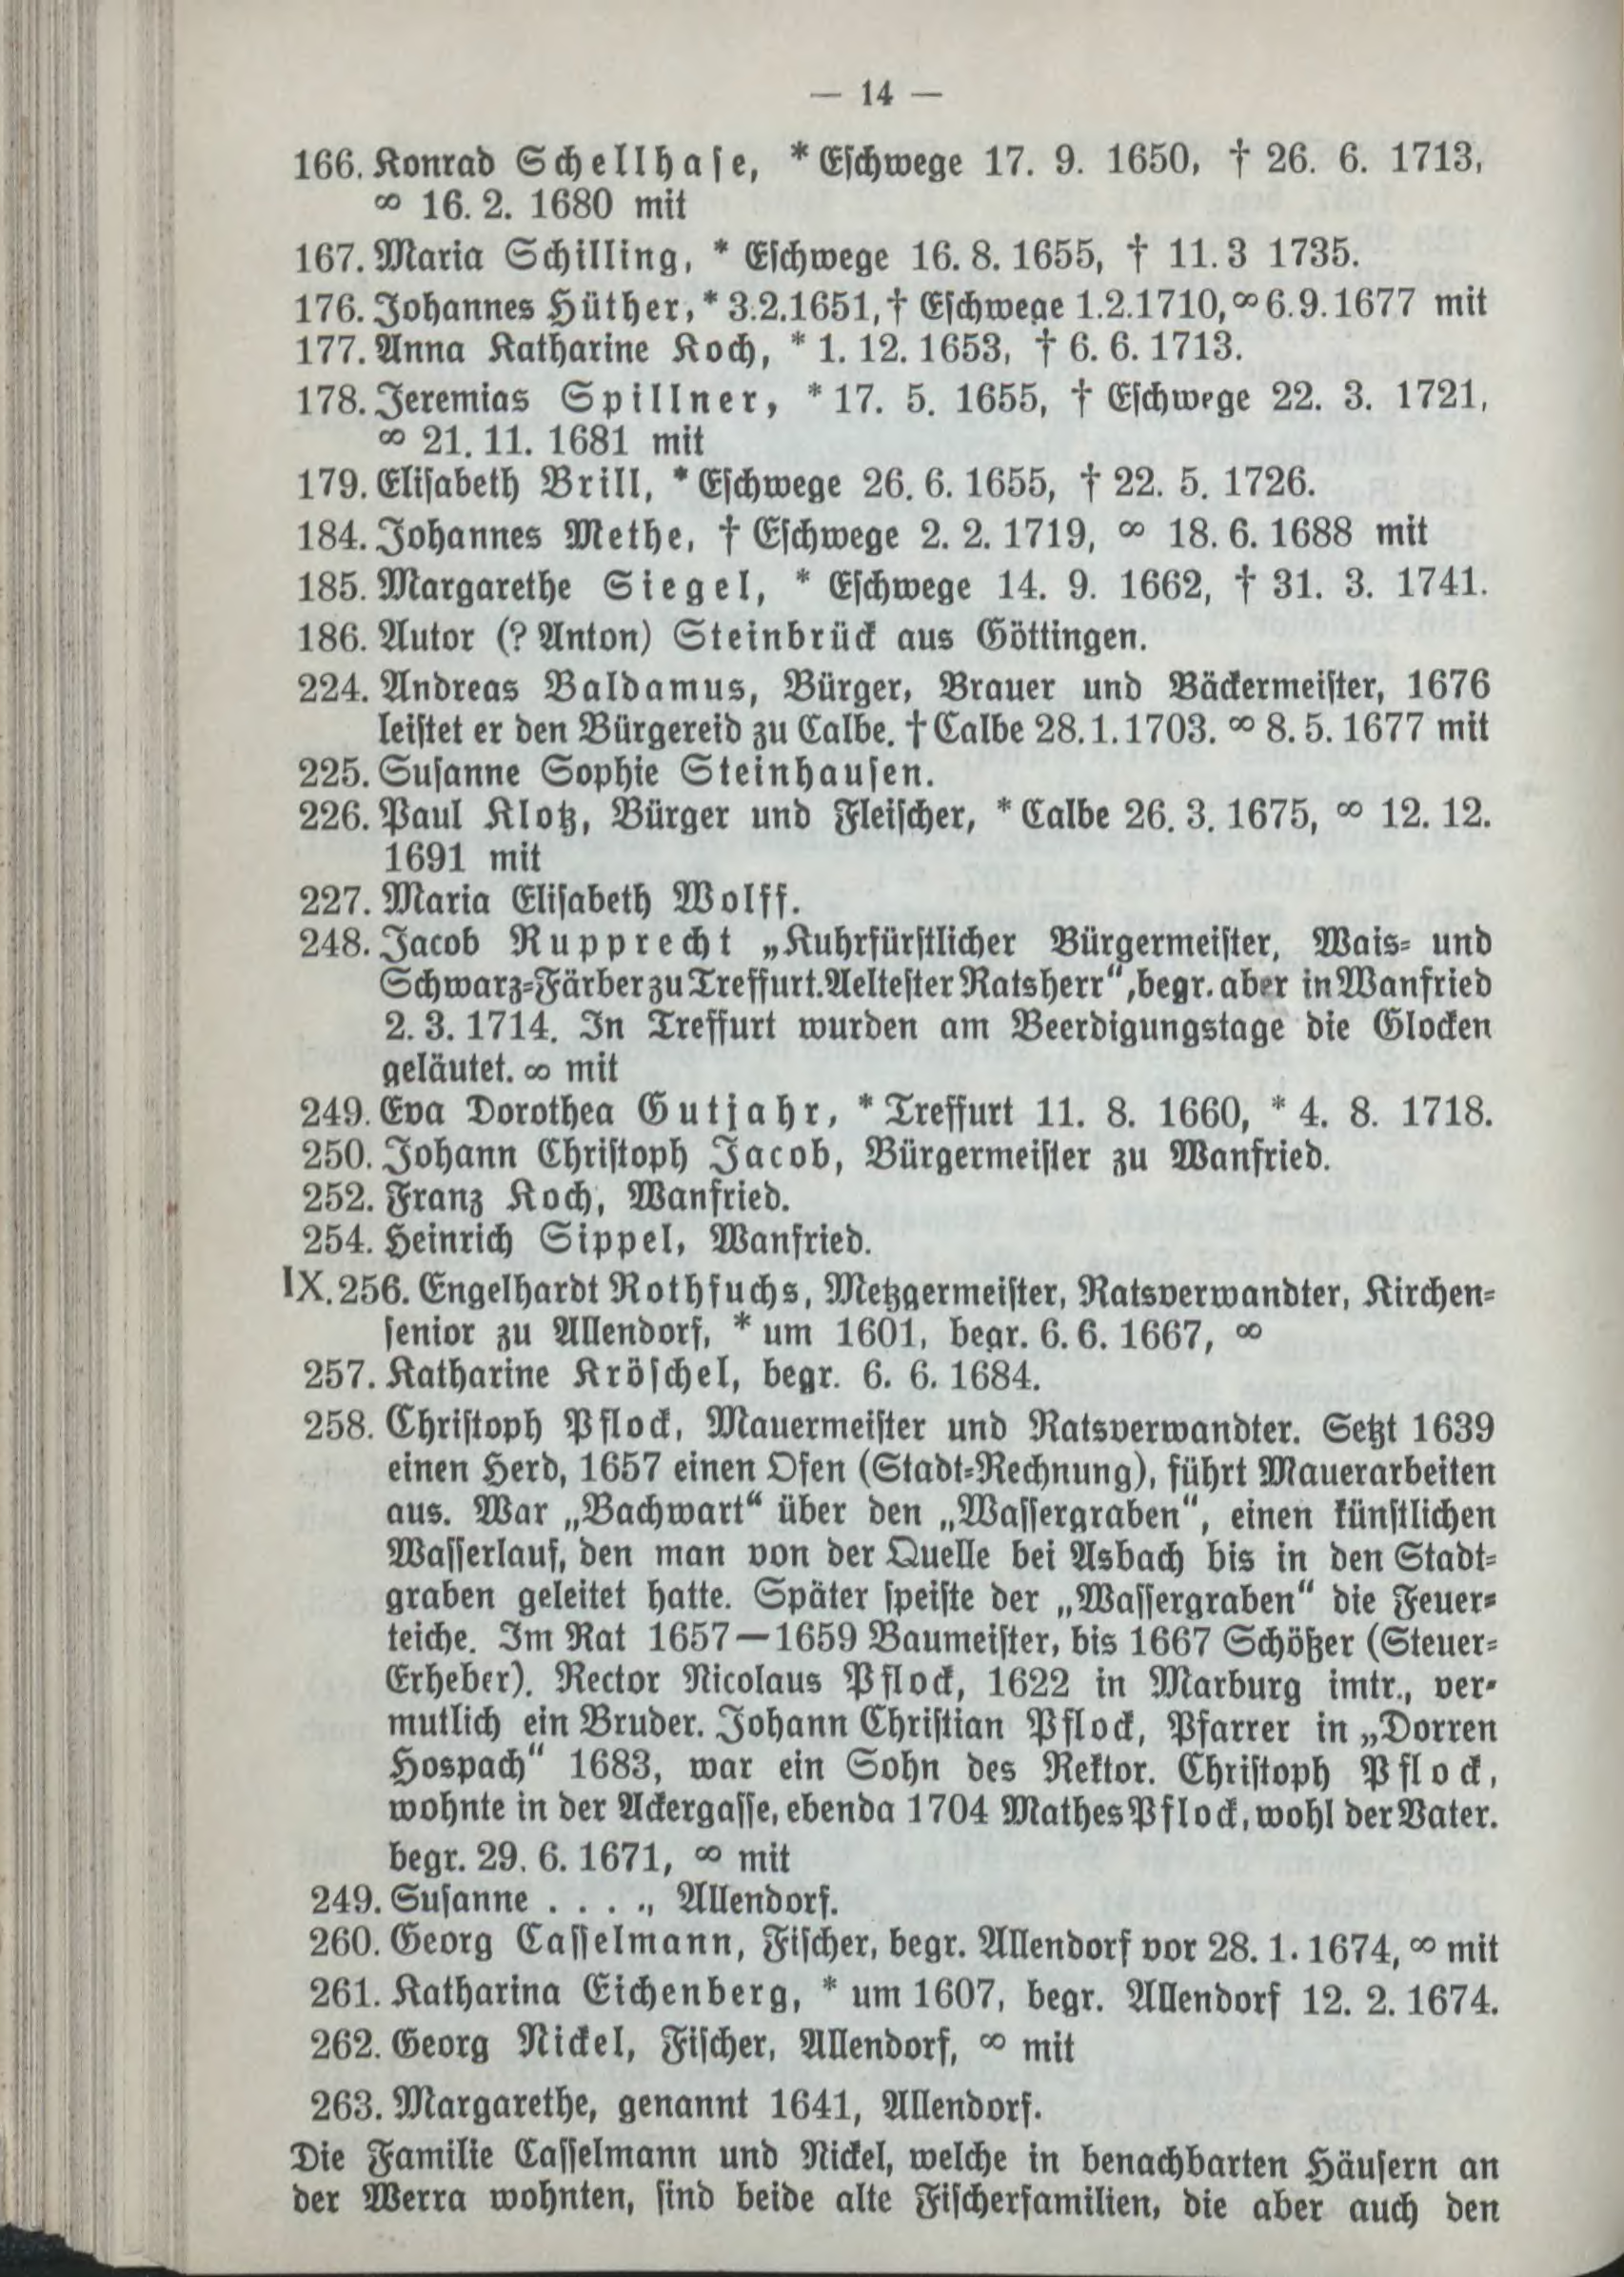 — 14 —
166. Konrad Schellhase, * Eschwege 17. 9. 1650, † 26. 6. 1713,
∞ 16. 2. 1680 mit
167. Maria Schilling, * Eschwege 16. 8. 1655, † 11. 3 1735.
176. Johannes Hüther, * 3.2.1651, † Eschwege 1.2.1710, ∞ 6. 9. 1677 mit
177. Anna Katharine Koch, * 1. 12. 1653, † 6. 6. 1713.
178. Jeremias Spillner, * 17. 5. 1655, † Eschwege 22. 3. 1721,
∞ 21. 11. 1681 mit
179. Elisabeth Brill, * Eschwege 26. 6. 1655, † 22. 5. 1726.
184. Johannes Methe, † Eschwege 2. 2. 1719, ∞ 18. 6. 1688 mit
185. Margarethe Siegel, * Eschwege 14. 9. 1662, † 31. 3. 1741.
186. Autor (? Anton) Steinbrück aus Göttingen.
224. Andreas Baldamus, Bürger, Brauer und Bäckermeister, 1676
leistet er den Bürgereid zu Calbe. † Calbe 28. 1. 1703. ∞ 8. 5. 1677 mit
225. Susanne Sophie Steinhausen.
226. Paul Klotz, Bürger und Fleischer, * Calbe 26. 3. 1675, ∞ 12. 12.
1691 mit
227. Maria Elisabeth Wolff.
248. Jacob Rupprecht „Kuhrfürstlicher Bürgermeister, Wais- und
Schwarz-Färber zu Treffurt. Aeltester Ratsherr“, begr. aber in Wanfried
2. 3. 1714. In Treffurt wurden am Beerdigungstage die Glocken
geläutet. ∞ mit
249. Eva Dorothea Gutjahr, * Treffurt 11. 8. 1660, * 4. 8. 1718.
250. Johann Christoph Jacob, Bürgermeister zu Wanfried.
252. Franz Koch, Wanfried.
254. Heinrich Sippel, Wanfried.
IX. 256. Engelhardt Rothfuchs, Metzgermeister, Ratsverwandter, Kirchen-
senior zu Allendorf, * um 1601, begr. 6. 6. 1667, ∞
257. Katharine Kröschel, begr. 6. 6. 1684.
258. Christoph Pflock, Mauermeister und Ratsverwandter. Setzt 1639
einen Herd, 1657 einen Ofen (Stadt-Rechnung), führt Mauerarbeiten
aus. War „Bachwart“ über den „Wassergraben“, einen künstlichen
Wasserlauf, den man von der Quelle bei Asbach bis in den Stadt-
graben geleitet hatte. Später speiste der „Wassergraben“ die Feuer-
teiche. Im Rat 1657—1659 Baumeister, bis 1667 Schößer (Steuer-
Erheber). Rector Nicolaus Pflock, 1622 in Marburg imtr., ver-
mutlich ein Bruder. Johann Christian Pflock, Pfarrer in „Dorren
Hospach“ 1683, war ein Sohn des Rektor. Christoph Pflock,
wohnte in der Ackergasse, ebenda 1704 Mathes Pflock, wohl der Vater.
begr. 29. 6. 1671, ∞ mit
249. Susanne . . . ., Allendorf.
260. Georg Casselmann, Fischer, begr. Allendorf vor 28. 1. 1674, ∞ mit
261. Katharina Eichenberg, * um 1607, begr. Allendorf 12. 2. 1674.
262. Georg Nickel, Fischer, Allendorf, ∞ mit
263. Margarethe, genannt 1641, Allendorf.
Die Familie Casselmann und Nickel, welche in benachbarten Häusern an
der Werra wohnten, sind beide alte Fischerfamilien, die aber auch den